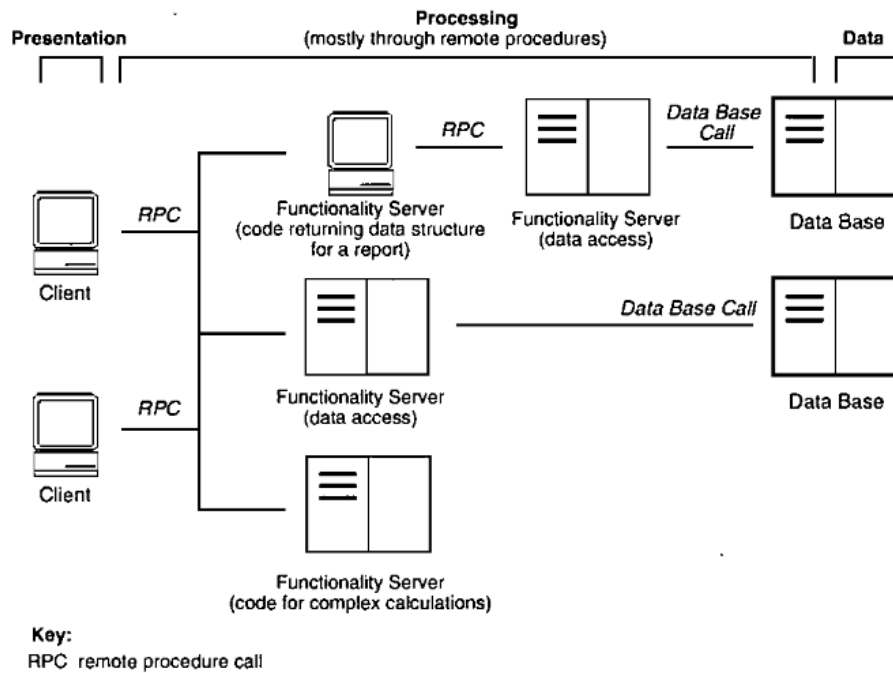 Processing
Presentation
(mostly through remote procedures)
Data
RPC
Data Base
Call
Functionality Server
(code returning data structure
for a report)
Functionality Server
(data access)
Data Base
RPC
Client
Data Base Call
Functionality Server
(data access)
Data Base
RPC
Client
Functionality Server
(code for complex calculations)
Key:
RPC remote procedure call